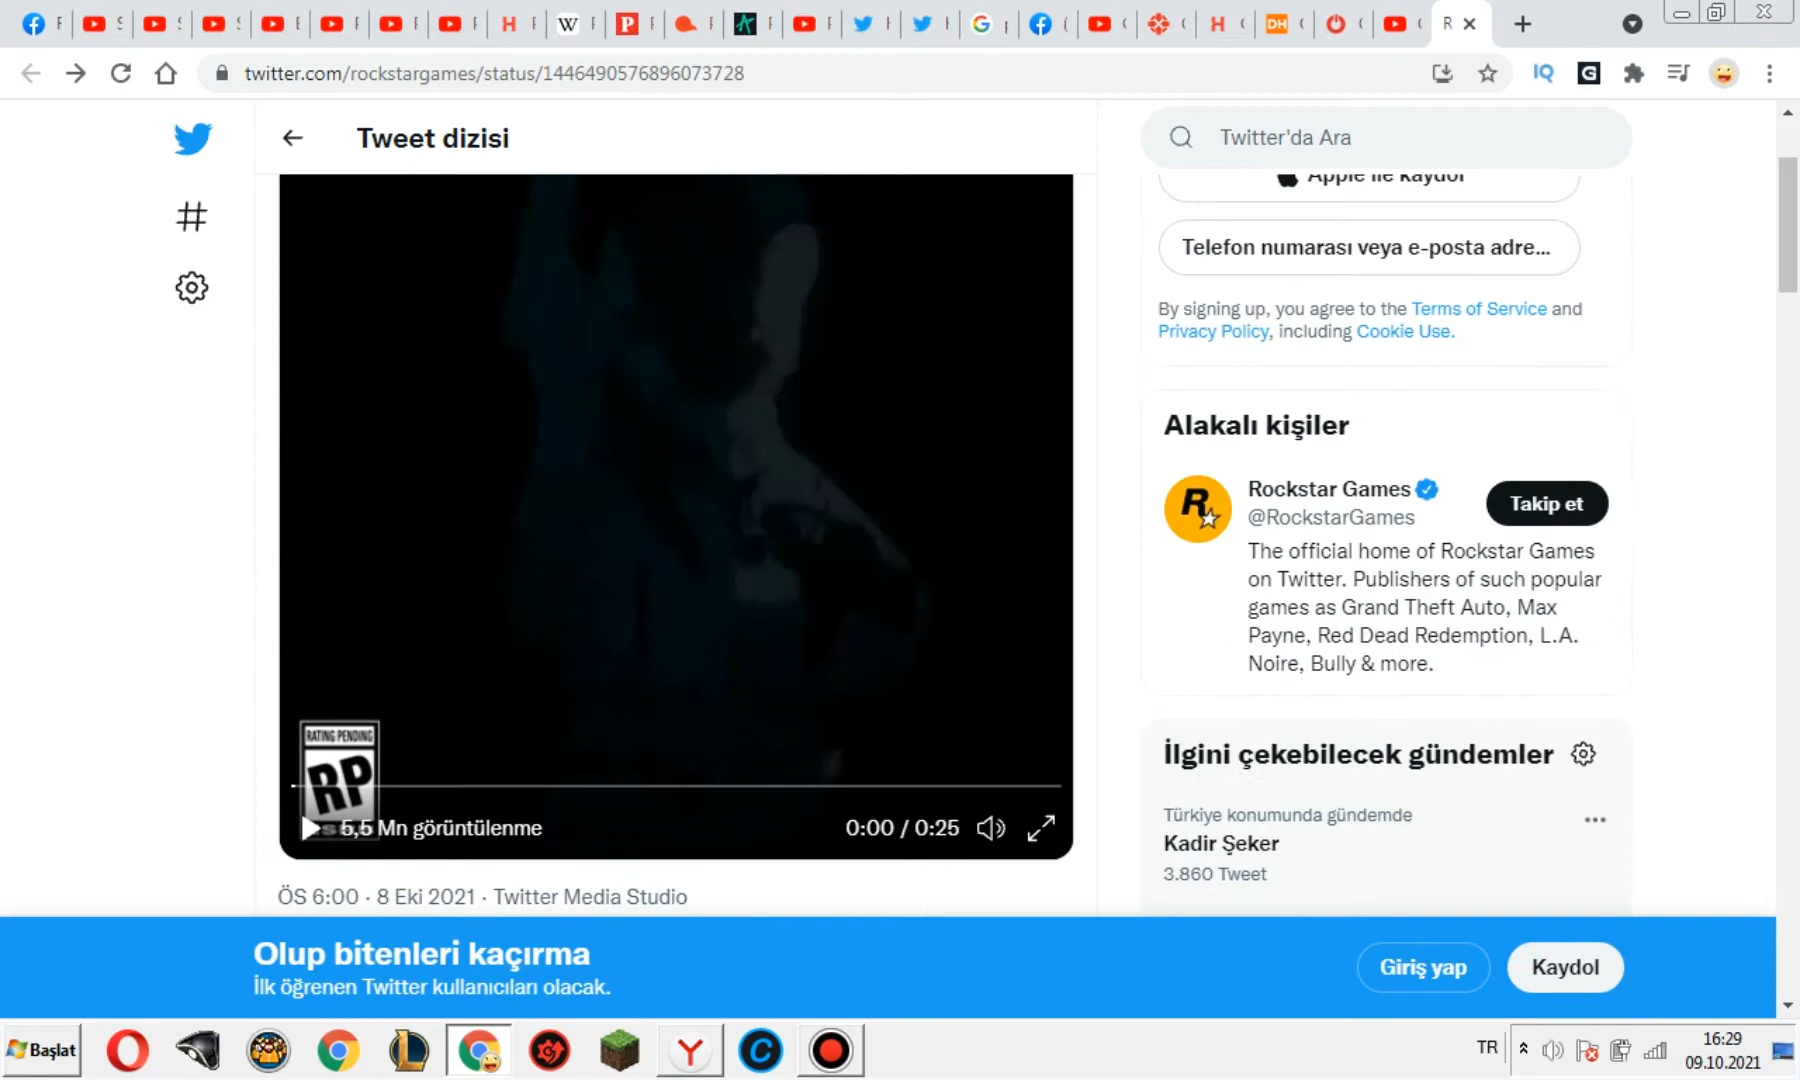 twitter.com/rockstargames/status/1446490576896073728
Tweet dizisi
Twitter'da Ara
Apple ile kaydol
Telefon numarası veya e-posta adre...
By signing up, you agree to the Terms of Service and
Privacy Policy, including Cookie Use.
Alakalı kişiler
Rockstar Games
@RockstarGames
Takip et
The official home of Rockstar Games
on Twitter. Publishers of such popular
games as Grand Theft Auto, Max
Payne, Red Dead Redemption, L.A.
Noire, Bully & more.
RATING PENDING
RP
5,5 Mn görüntülenme
0:00 / 0:25
İlgini çekebilecek gündemler
Türkiye konumunda gündemde
Kadir Şeker
3.860 Tweet
ÖS 6:00 · 8 Eki 2021 · Twitter Media Studio
Olup bitenleri kaçırma
İlk öğrenen Twitter kullanıcıları olacak.
Giriş yap
Kaydol
Başlat
TR
16:29
09.10.2021